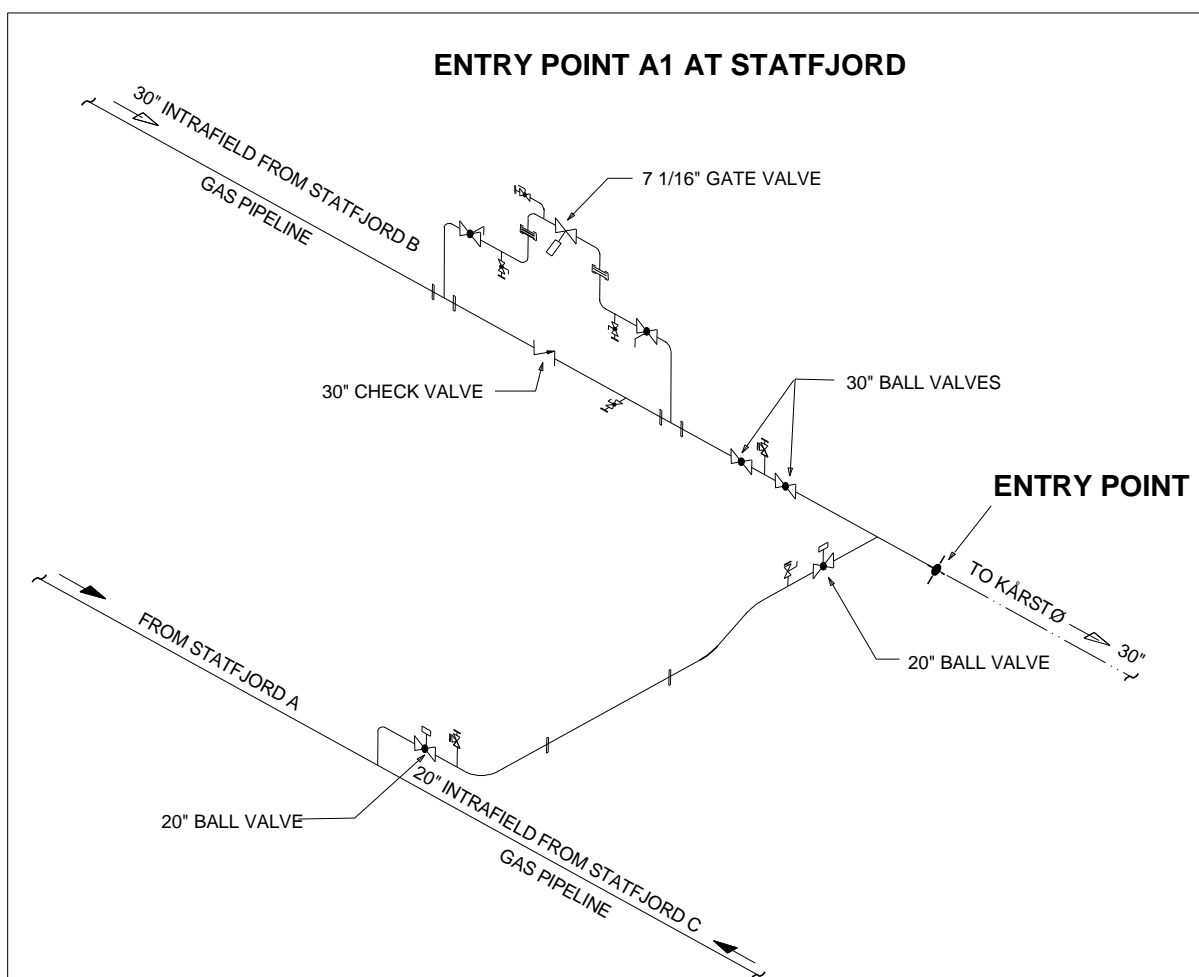 ENTRY POINT A1 AT STATFJORD
30" INTRAFIELD FROM STATFJORD B
GAS PIPELINE
7 1/16" GATE VALVE
30" CHECK VALVE
30" BALL VALVES
ENTRY POINT
TO KÅRSTØ
30"
FROM STATFJORD A
20" BALL VALVE
20" BALL VALVE
20" INTRAFIELD FROM STATFJORD C
GAS PIPELINE